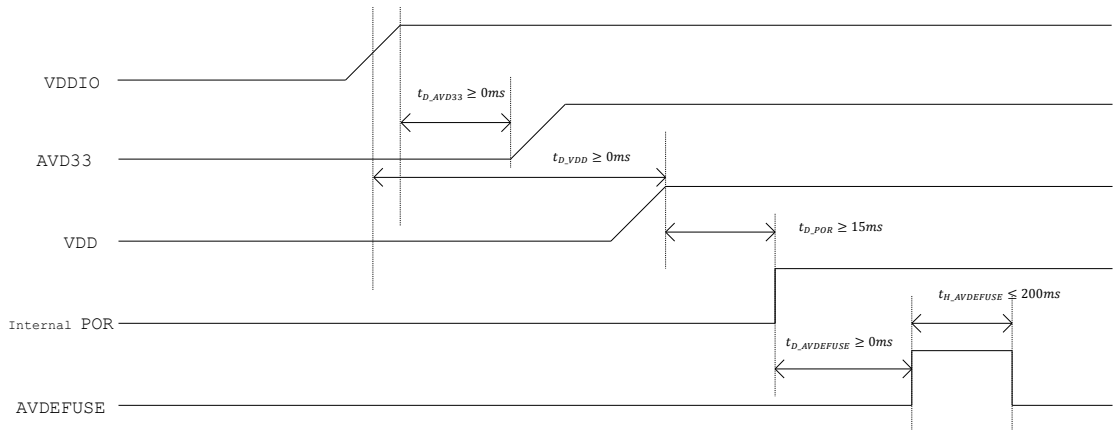 VDDIO
t_D_AVD33 ≥ 0ms
AVD33
t_D_VDD ≥ 0ms
VDD
t_D_POR ≥ 15ms
Internal POR
t_H_AVDEFUSE ≤ 200ms
t_D_AVDEFUSE ≥ 0ms
AVDEFUSE